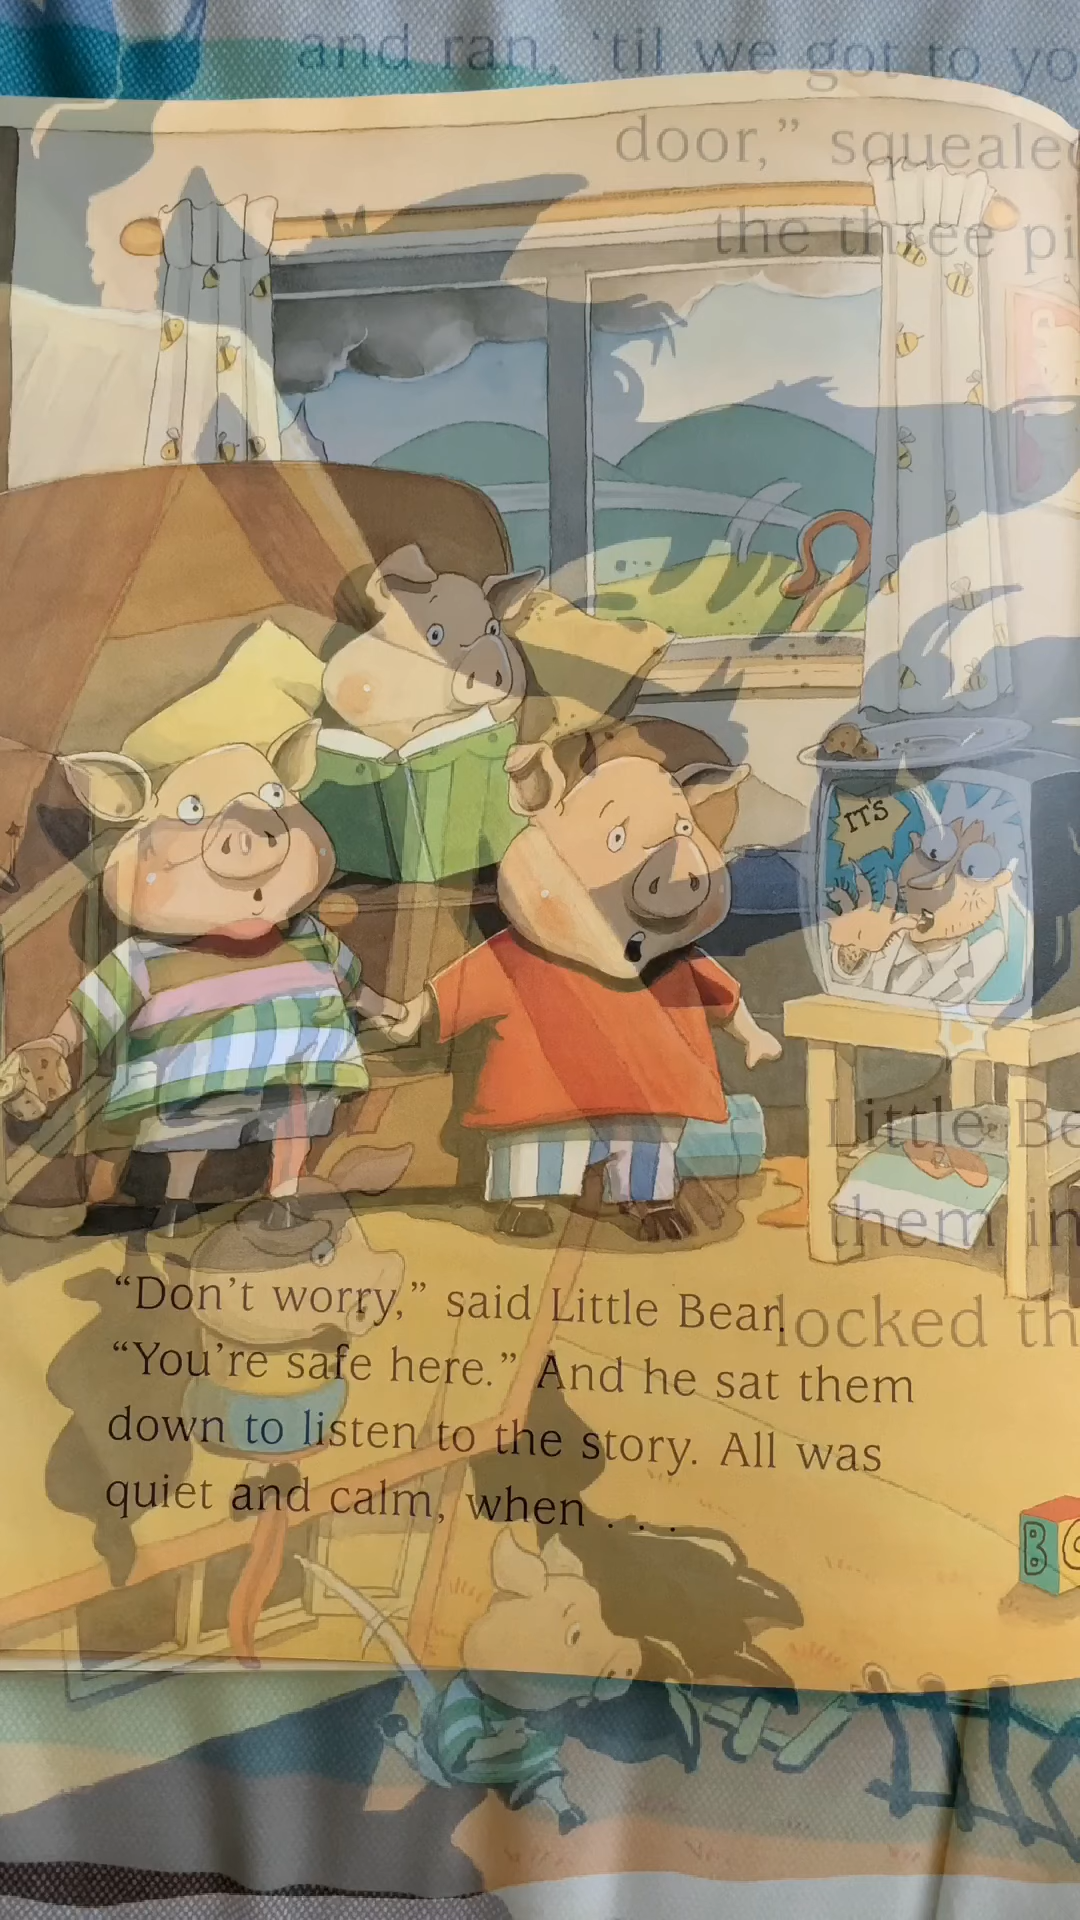 and ran, ‘til we got to yo
door,” squealed
the three pi
IT'S
Little Be
them in
locked th
“Don’t worry,” said Little Bear.
“You’re safe here.” And he sat them
down to listen to the story. All was
quiet and calm, when . . .
B